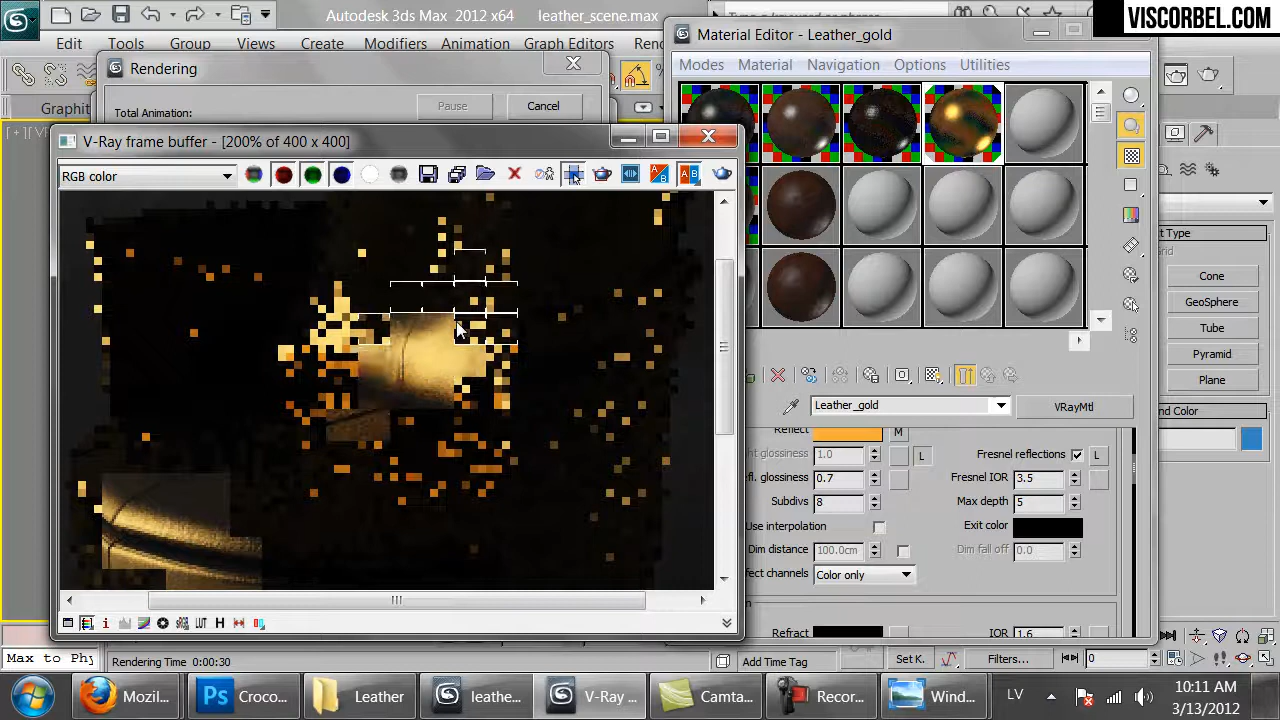 Autodesk 3ds Max 2012 x64 leather_scene.max
VISCORBEL.COM
Edit Tools Group Views Create Modifiers Animation Graph Editors
Material Editor - Leather_gold
Modes Material Navigation Options Utilities
Rendering
Pause Cancel
Total Animation:
V-Ray frame buffer - [200% of 400 x 400]
RGB color
Leather_gold VRayMtl
Reflect M
1.0 L Fresnel reflections L
fl. glossiness 0.7 Fresnel IOR 3.5
Subdivs 8 Max depth 5
Use interpolation Exit color
Dim distance 100.0cm Dim fall off 0.0
fect channels Color only
Refract IOR 1.6
t Type
Cone
GeoSphere
Tube
Pyramid
Plane
nd Color
Max to Phy Rendering Time 0:00:30 Add Time Tag Set K. Filters... 0
Mozil... Croco... Leather leathe... V-Ray ... Camta... Recor... Wind... LV 10:11 AM
3/13/2012